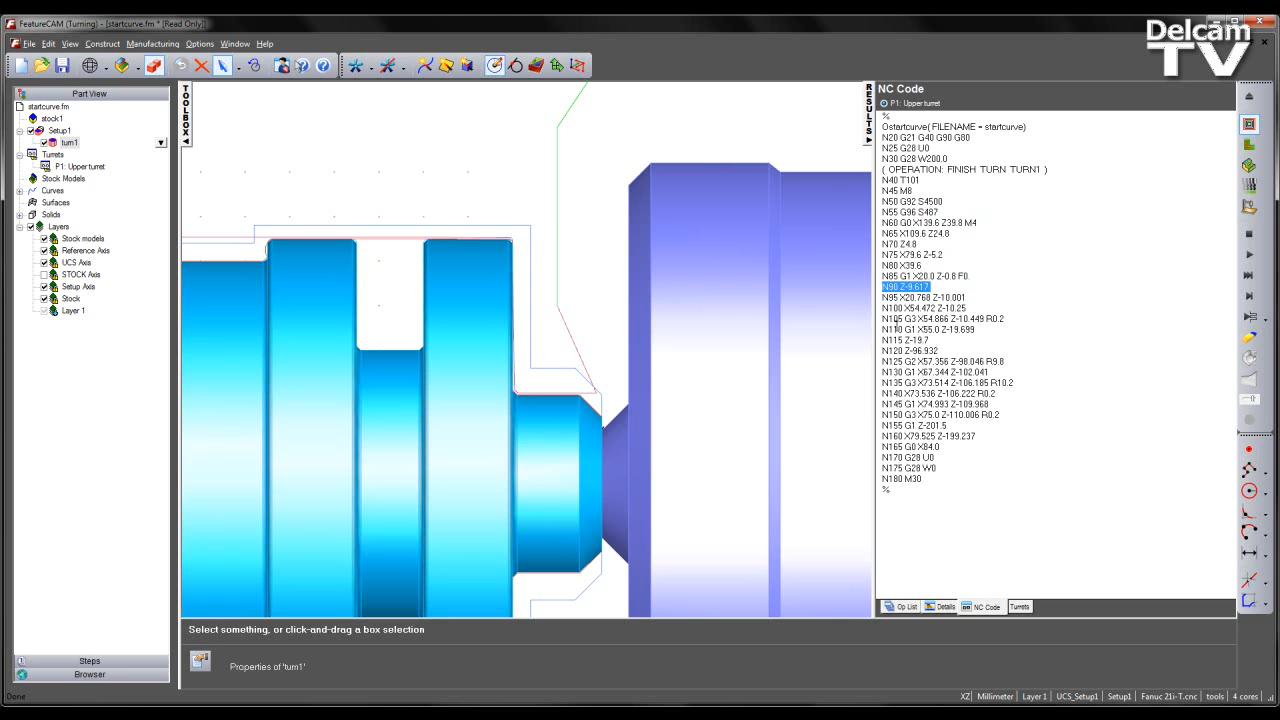 FeatureCAM (Turning) - [startcurve.fm * [Read Only]]
Delcam TV
File Edit View Construct Manufacturing Options Window Help
Part View
startcurve.fm
stock1
Setup1
turn1
Turrets
P1: Upper turret
Stock Models
Curves
Surfaces
Solids
Layers
Stock models
Reference Axis
UCS Axis
STOCK Axis
Setup Axis
Stock
Layer 1
Steps
Browser
TOOLBOX
RESULTS
NC Code
P1: Upper turret
%
Ostartcurve( FILENAME = startcurve)
N20 G21 G40 G90 G80
N25 G28 U0
N30 G28 W200.0
( OPERATION: FINISH TURN TURN1 )
N40 T101
N45 M8
N50 G92 S4500
N55 G96 S487
N60 G0 X139.6 Z39.8 M4
N65 X109.6 Z24.8
N70 Z4.8
N75 X79.6 Z-5.2
N80 X39.6
N85 G1 X20.0 Z-0.8 F0.
N90 Z-9.617
N95 X20.768 Z-10.001
N100 X54.472 Z-10.25
N105 G3 X54.866 Z-10.449 R0.2
N110 G1 X55.0 Z-19.699
N115 Z-19.7
N120 Z-96.932
N125 G2 X57.356 Z-98.046 R9.8
N130 G1 X67.344 Z-102.041
N135 G3 X73.514 Z-106.185 R10.2
N140 X73.536 Z-106.222 R0.2
N145 G1 X74.993 Z-109.968
N150 G3 X75.0 Z-110.006 R0.2
N155 G1 Z-201.5
N160 X79.525 Z-199.237
N165 G0 X84.0
N170 G28 U0
N175 G28 W0
N180 M30
%
Op List Details NC Code Turrets
Select something, or click-and-drag a box selection
Properties of 'turn1'
Done
XZ Millimeter Layer 1 UCS_Setup1 Setup1 Fanuc 21i-T.cnc tools 4 cores